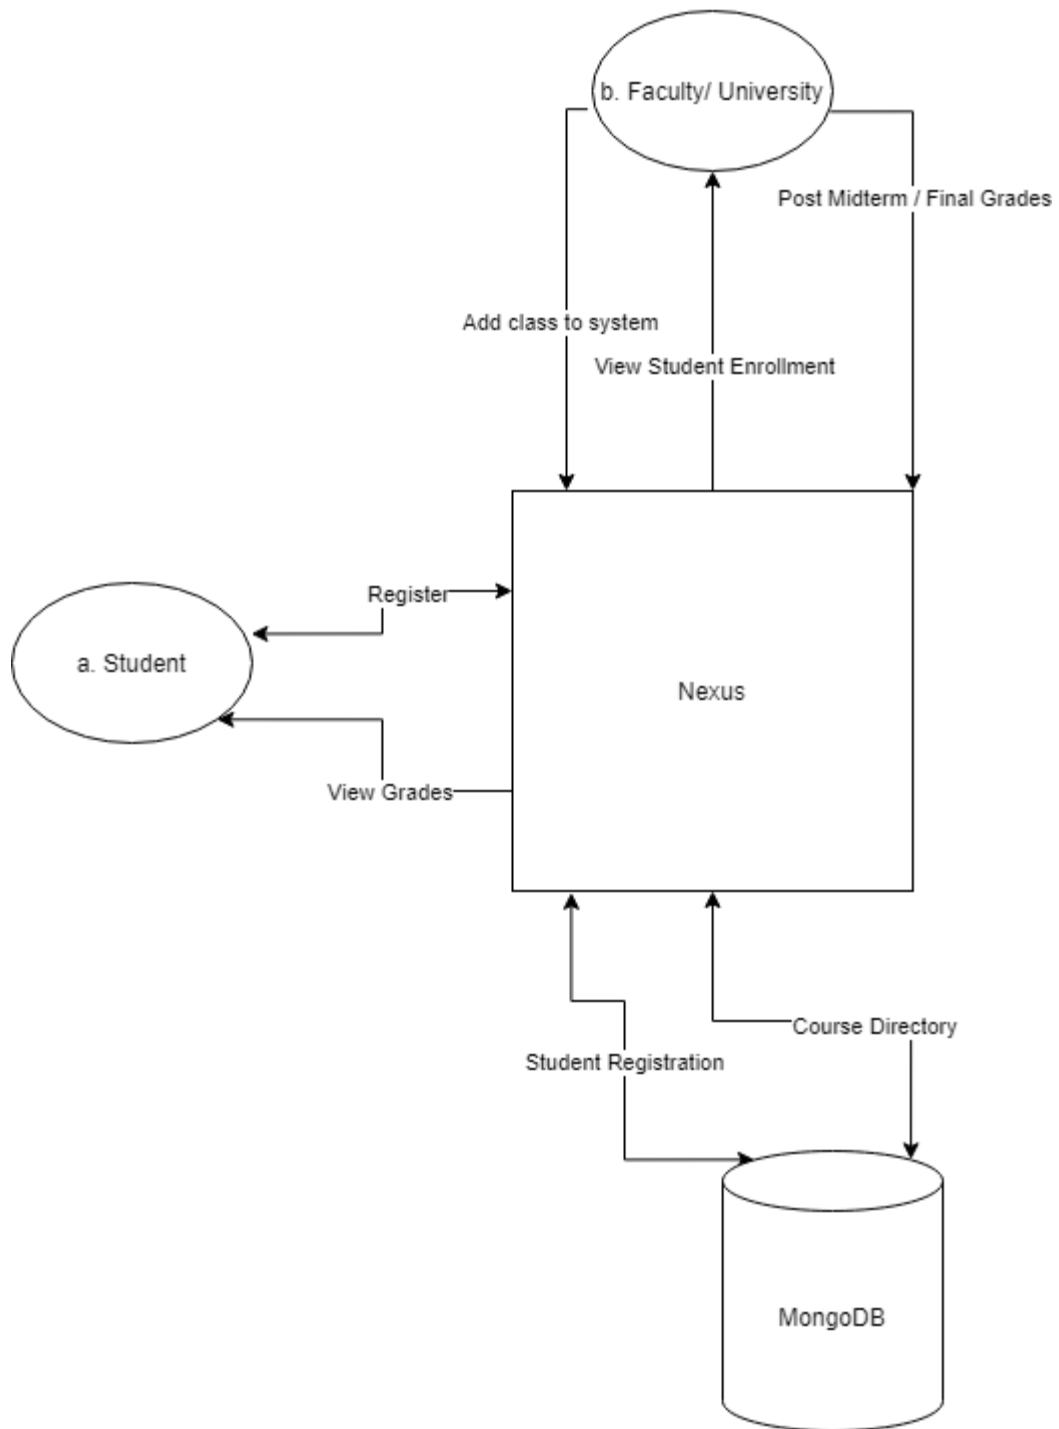 b. Faculty/ University
Post Midterm / Final Grades
Add class to system
View Student Enrollment
Register
a. Student
Nexus
View Grades
Course Directory
Student Registration
MongoDB